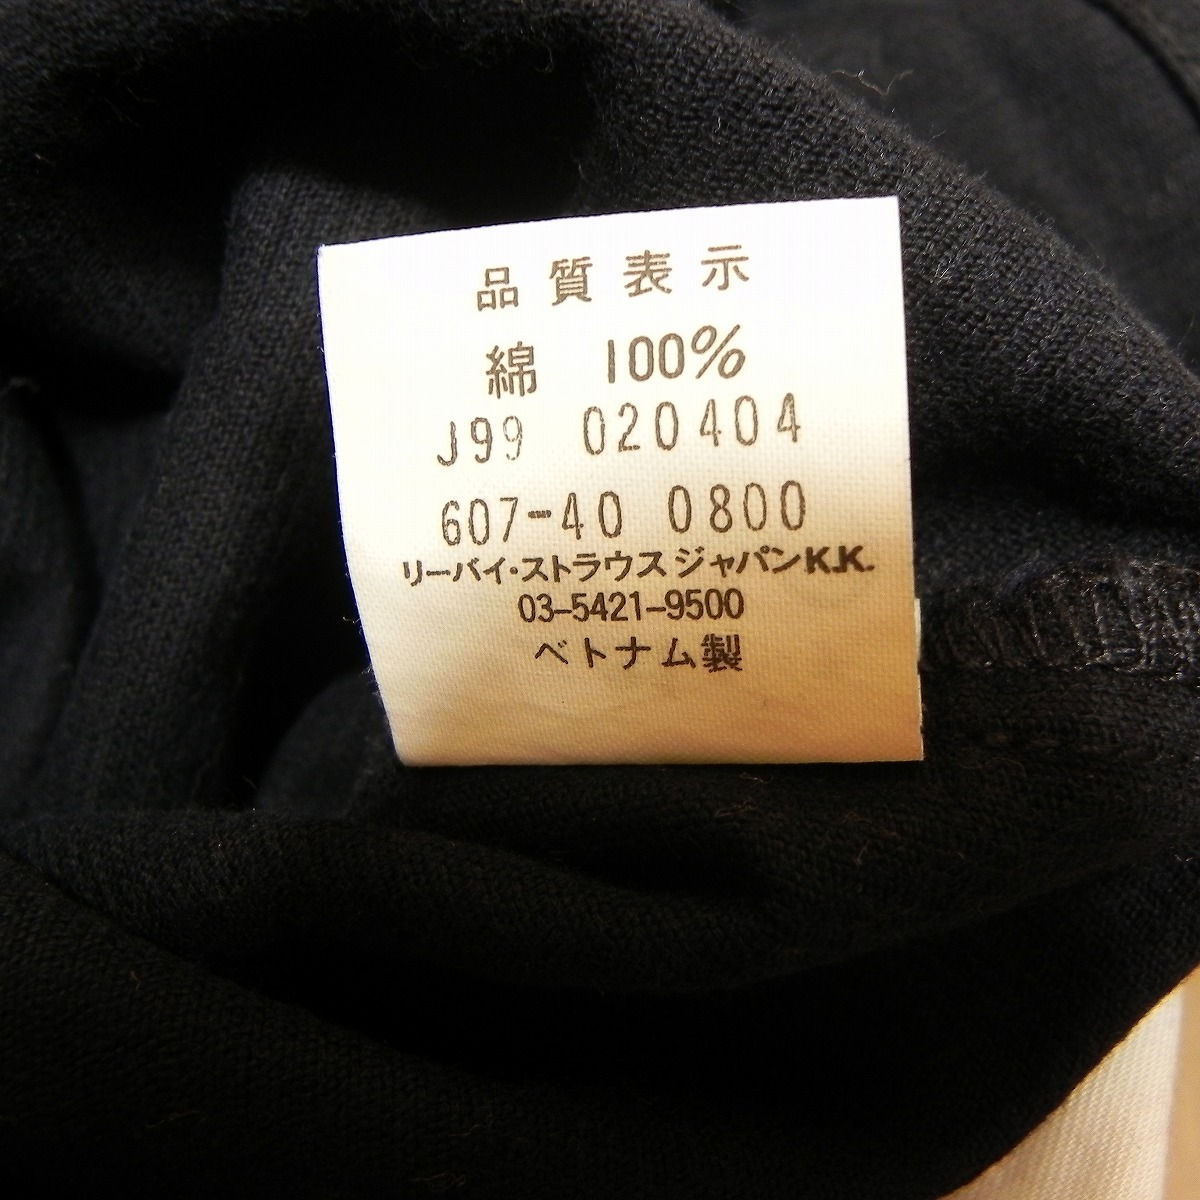 品質表示
綿 100%
J99 020404
607-40 0800
リーバイ・ストラウスジャパンK.K.
03-5421-9500
ベトナム製